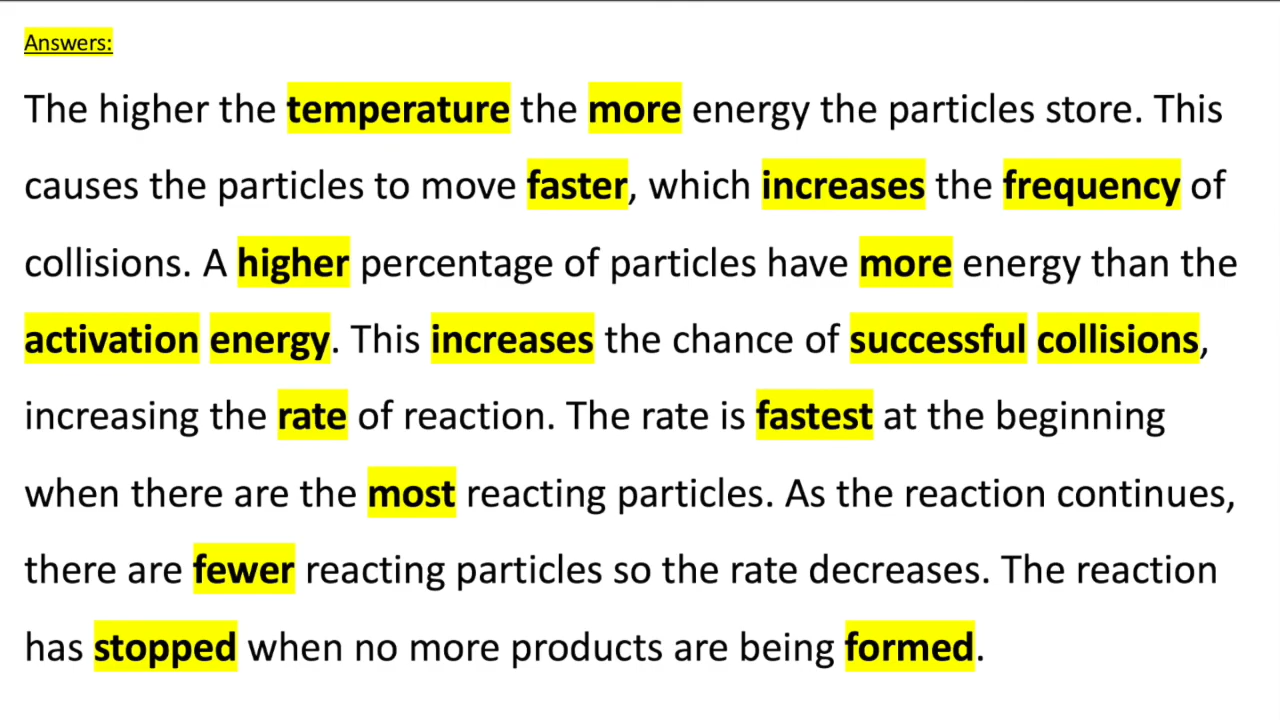 Answers:
The higher the temperature the more energy the particles store. This
causes the particles to move faster, which increases the frequency of
collisions. A higher percentage of particles have more energy than the
activation energy. This increases the chance of successful collisions,
increasing the rate of reaction. The rate is fastest at the beginning
when there are the most reacting particles. As the reaction continues,
there are fewer reacting particles so the rate decreases. The reaction
has stopped when no more products are being formed.